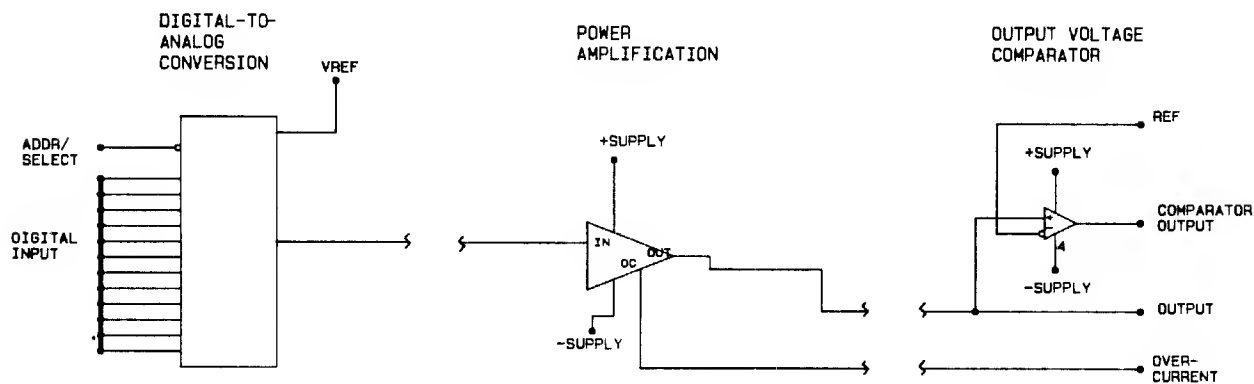 DIGITAL-TO-
ANALOG
CONVERSION
POWER
AMPLIFICATION
OUTPUT VOLTAGE
COMPARATOR
VREF
ADDR/
SELECT
DIGITAL
INPUT
+SUPPLY
IN
OUT
OC
-SUPPLY
REF
+SUPPLY
+
-
COMPARATOR
OUTPUT
-SUPPLY
OUTPUT
OVER-
CURRENT